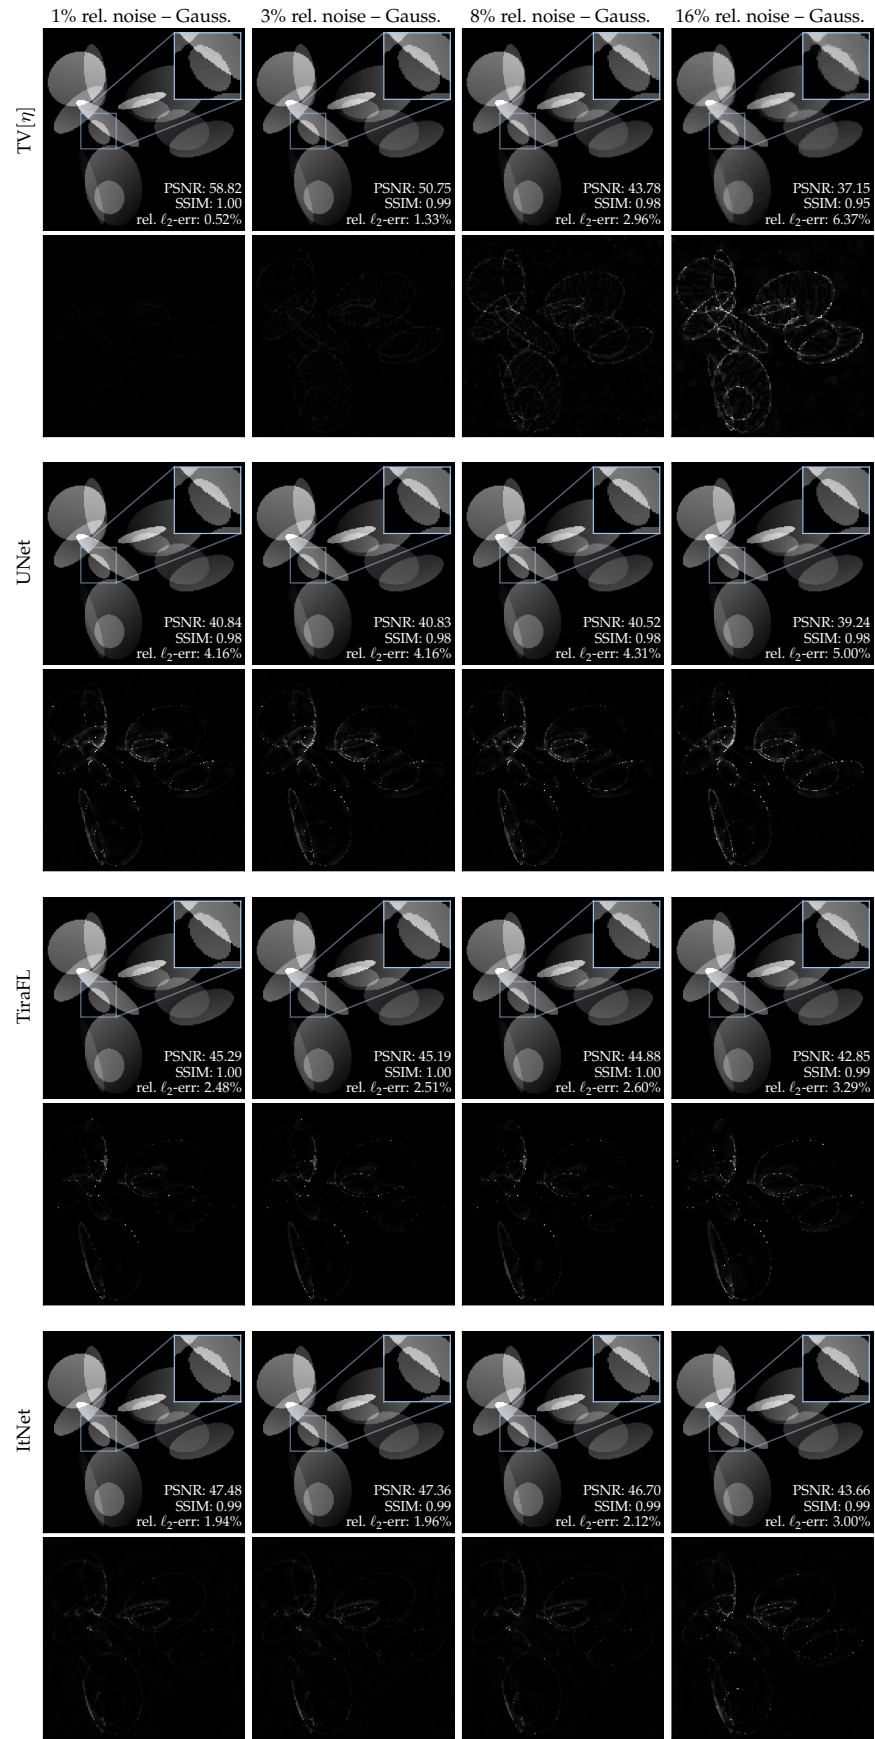 1% rel. noise – Gauss. 3% rel. noise – Gauss. 8% rel. noise – Gauss. 16% rel. noise – Gauss.
TV[η]
PSNR: 58.82 PSNR: 50.75 PSNR: 43.78 PSNR: 37.15
SSIM: 1.00 SSIM: 0.99 SSIM: 0.98 SSIM: 0.95
rel. ℓ₂-err: 0.52% rel. ℓ₂-err: 1.33% rel. ℓ₂-err: 2.96% rel. ℓ₂-err: 6.37%
UNet
PSNR: 40.84 PSNR: 40.83 PSNR: 40.52 PSNR: 39.24
SSIM: 0.98 SSIM: 0.98 SSIM: 0.98 SSIM: 0.98
rel. ℓ₂-err: 4.16% rel. ℓ₂-err: 4.16% rel. ℓ₂-err: 4.31% rel. ℓ₂-err: 5.00%
TiraFL
PSNR: 45.29 PSNR: 45.19 PSNR: 44.88 PSNR: 42.85
SSIM: 1.00 SSIM: 1.00 SSIM: 1.00 SSIM: 0.99
rel. ℓ₂-err: 2.48% rel. ℓ₂-err: 2.51% rel. ℓ₂-err: 2.60% rel. ℓ₂-err: 3.29%
ItNet
PSNR: 47.48 PSNR: 47.36 PSNR: 46.70 PSNR: 43.66
SSIM: 0.99 SSIM: 0.99 SSIM: 0.99 SSIM: 0.99
rel. ℓ₂-err: 1.94% rel. ℓ₂-err: 1.96% rel. ℓ₂-err: 2.12% rel. ℓ₂-err: 3.00%